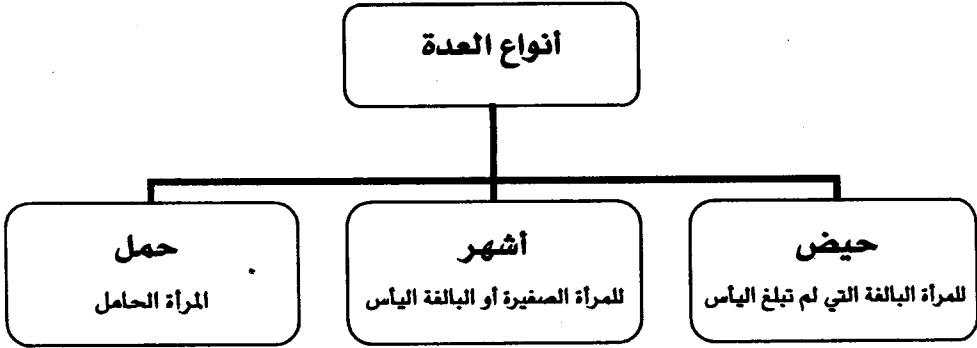 أنواع العدة
حيض
للمرأة البالغة التي لم تبلغ اليأس
أشهر
للمرأة الصغيرة أو البالغة اليأس
حمل
المرأة الحامل